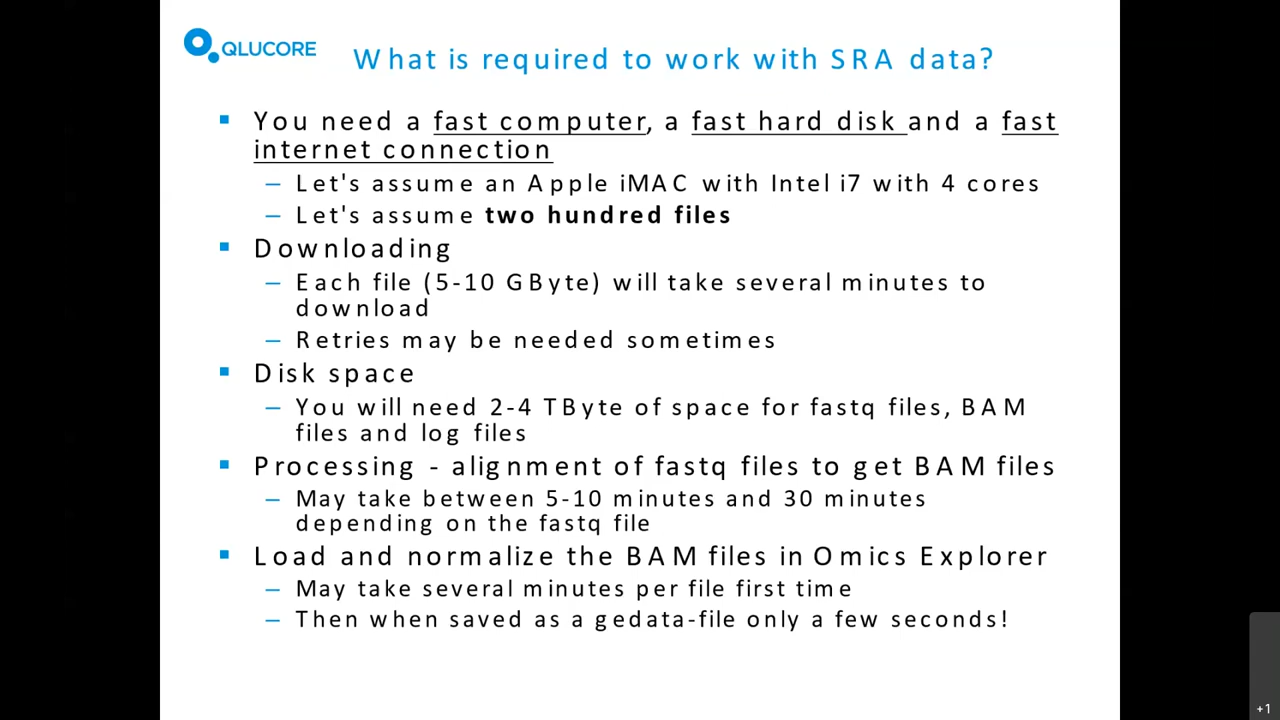 QLUCORE
What is required to work with SRA data?
▪ You need a fast computer, a fast hard disk and a fast
internet connection
– Let's assume an Apple iMAC with Intel i7 with 4 cores
– Let's assume two hundred files
▪ Downloading
– Each file (5-10 GByte) will take several minutes to
download
– Retries may be needed sometimes
▪ Disk space
– You will need 2-4 TByte of space for fastq files, BAM
files and log files
▪ Processing - alignment of fastq files to get BAM files
– May take between 5-10 minutes and 30 minutes
depending on the fastq file
▪ Load and normalize the BAM files in Omics Explorer
– May take several minutes per file first time
– Then when saved as a gedata-file only a few seconds!
+1